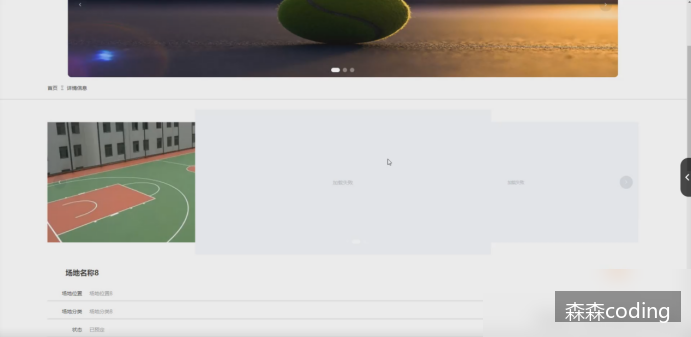 首页
详情信息
加载失败
加载失败
场地名称8
场地位置 场地位置8
场地分类 场地分类8
状态 已预约
森森coding